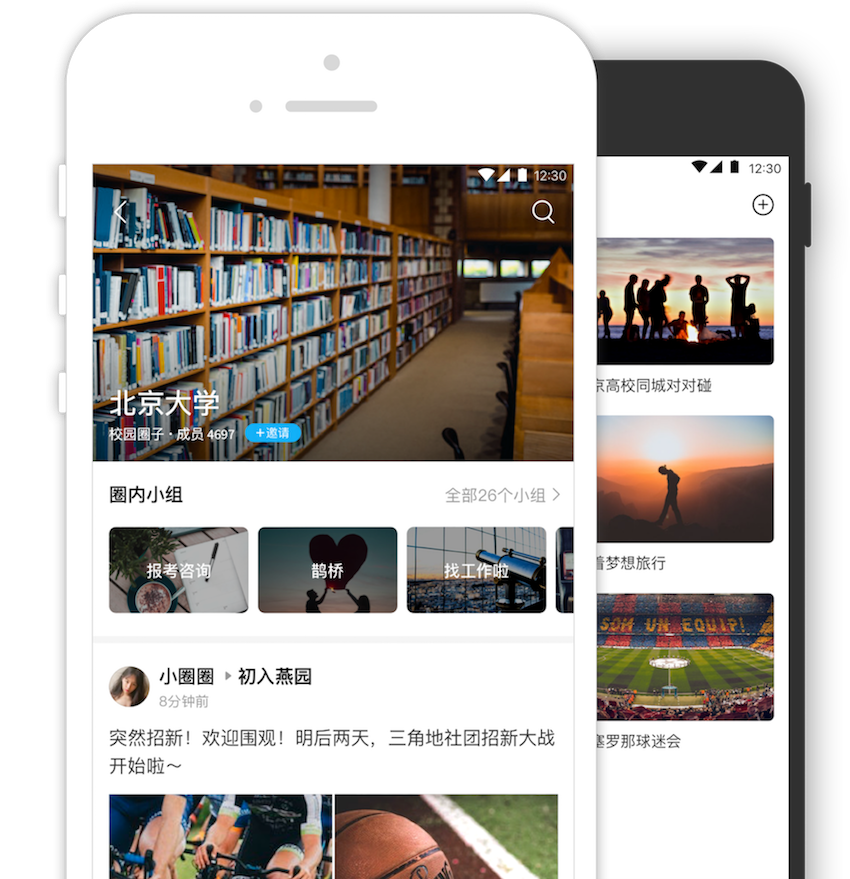 12:30
北京大学
校园圈子·成员 4697 +邀请
圈内小组 全部26个小组
报考咨询 鹊桥 找工作啦
小圈圈 初入燕园
8分钟前
突然招新！欢迎围观！明后两天，三角地社团招新大战
开始啦～
12:30
京高校同城对对碰
着梦想旅行
SOM UN EQUIP!
塞罗那球迷会